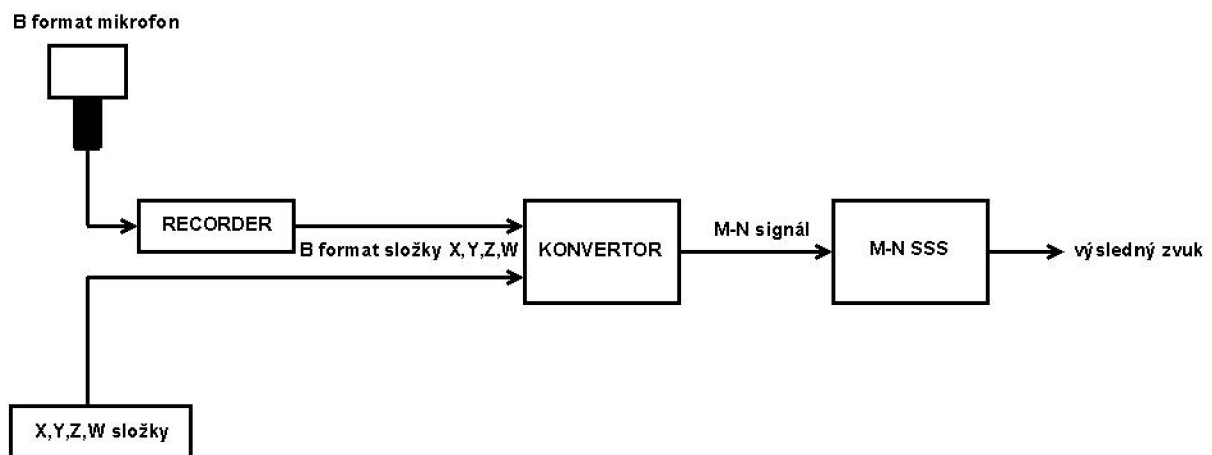 B format mikrofon
RECORDER
B format složky X,Y,Z,W
KONVERTOR
M-N signál
M-N SSS
výsledný zvuk
X,Y,Z,W složky